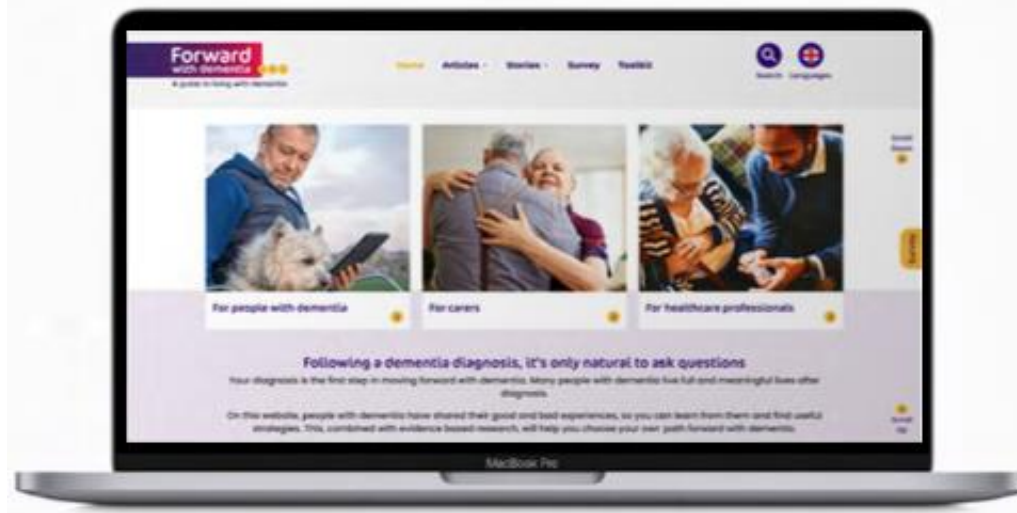 Forward
with dementia
A guide to living with dementia
Home Articles Stories Survey Toolkit
Search Languages
Scroll
Down
Survey
For people with dementia
For carers
For healthcare professionals
Following a dementia diagnosis, it's only natural to ask questions
Your diagnosis is the first step in moving forward with dementia. Many people with dementia live full and meaningful lives after
diagnosis.
On this website, people with dementia have shared their good and bad experiences, so you can learn from them and find useful
strategies. This, combined with evidence based research, will help you choose your own path forward with dementia.
Scroll
Up
MacBook Pro